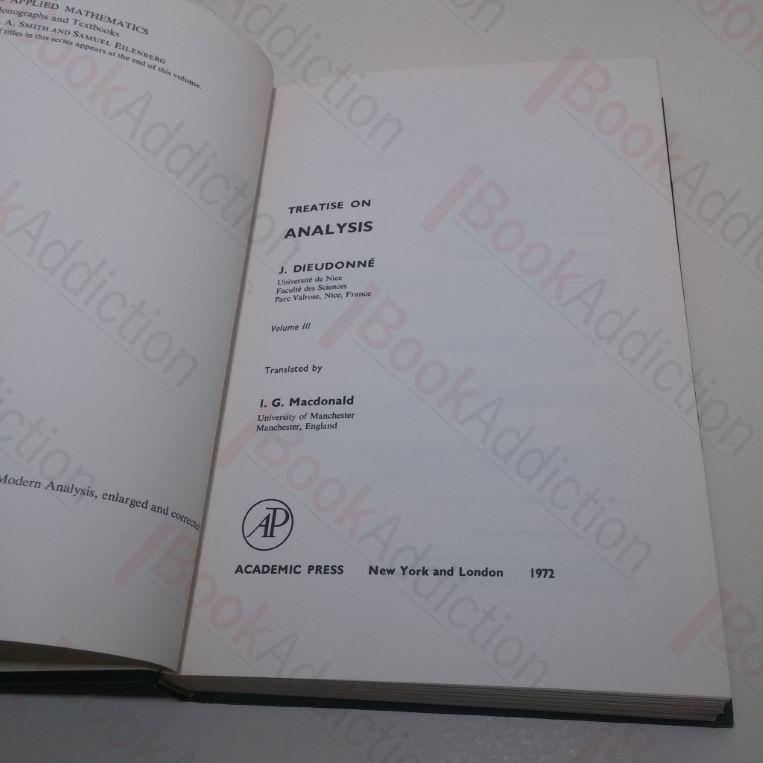 APPLIED MATHEMATICS
Monographs and Textbooks
A. SMITH AND SAMUEL EILENBERG
titles in this series appears at the end of this volume.
Modern Analysis, enlarged and corrected
TREATISE ON
ANALYSIS
J. DIEUDONNÉ
Université de Nice
Faculté des Sciences
Parc Valrose, Nice, France
Volume III
Translated by
I. G. Macdonald
University of Manchester
Manchester, England
AP
ACADEMIC PRESS New York and London 1972
BookAddiction